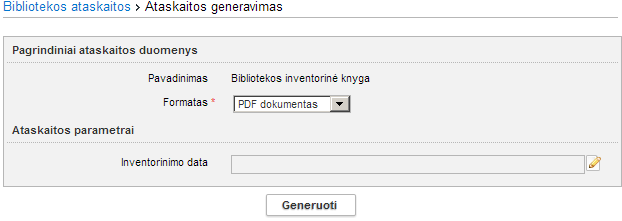 Bibliotekos ataskaitos > Ataskaitos generavimas
Pagrindiniai ataskaitos duomenys
Pavadinimas Bibliotekos inventorinė knyga
Formatas * PDF dokumentas
Ataskaitos parametrai
Inventorinimo data
Generuoti